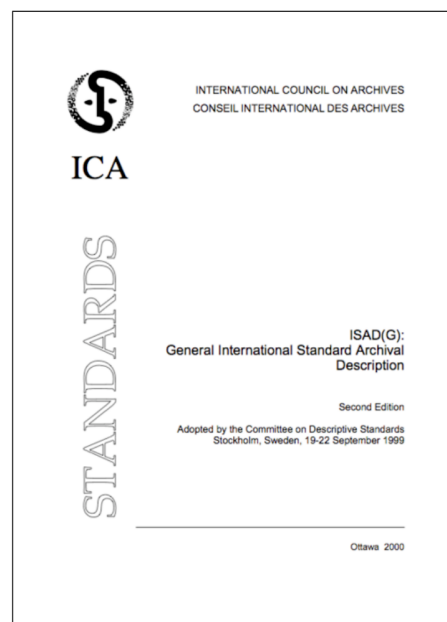 INTERNATIONAL COUNCIL ON ARCHIVES
CONSEIL INTERNATIONAL DES ARCHIVES
ICA
STANDARDS
ISAD(G):
General International Standard Archival
Description
Second Edition
Adopted by the Committee on Descriptive Standards
Stockholm, Sweden, 19-22 September 1999
Ottawa 2000